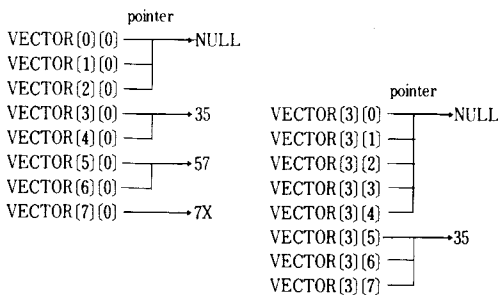 pointer
VECTOR[0][0] NULL
VECTOR[1][0]
VECTOR[2][0]
VECTOR[3][0] 35
VECTOR[4][0]
VECTOR[5][0] 57
VECTOR[6][0]
VECTOR[7][0] 7X
pointer
VECTOR[3][0] NULL
VECTOR[3][1]
VECTOR[3][2]
VECTOR[3][3]
VECTOR[3][4]
VECTOR[3][5] 35
VECTOR[3][6]
VECTOR[3][7]